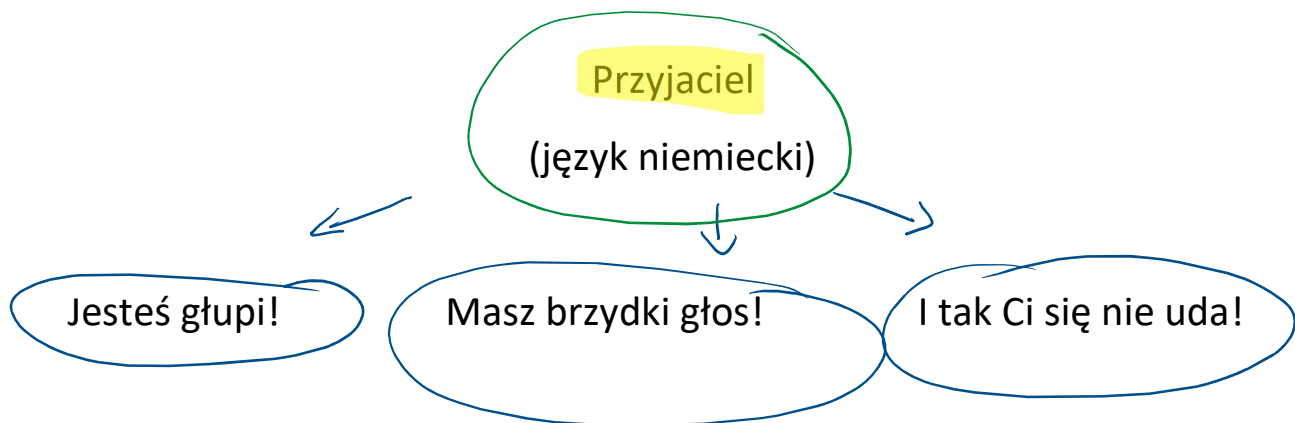 Przyjaciel
(język niemiecki)
Jesteś głupi!
Masz brzydki głos!
I tak Ci się nie uda!